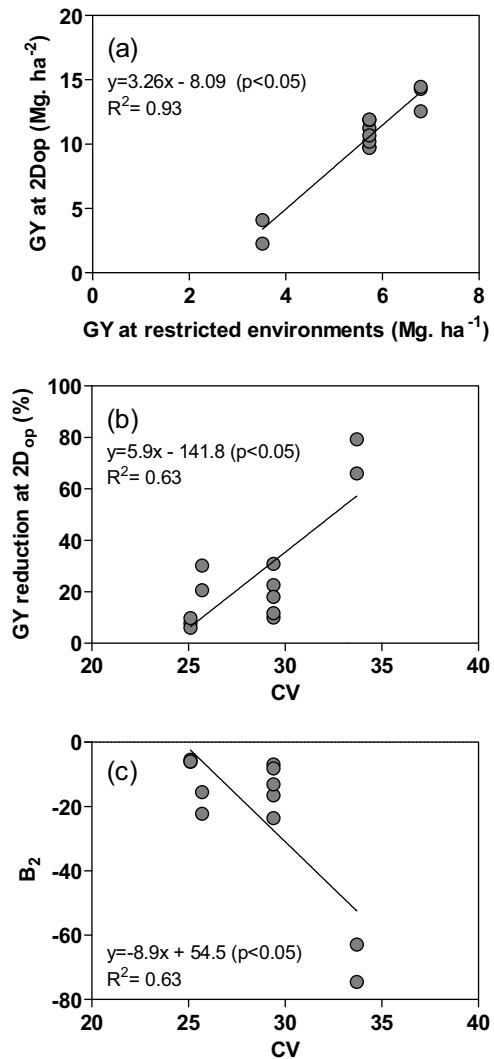 (a)
y=3.26x - 8.09 (p<0.05)
R²= 0.93
GY at 2Dop (Mg. ha⁻²)
20
15
10
5
0
0 2 4 6 8
GY at restricted environments (Mg. ha⁻¹)
(b)
y=5.9x - 141.8 (p<0.05)
R²= 0.63
GY reduction at 2Dₒₚ (%)
100
80
60
40
20
0
20 25 30 35 40
CV
(c)
B₂
0
-20
-40
-60
-80
y=-8.9x + 54.5 (p<0.05)
R²= 0.63
20 25 30 35 40
CV